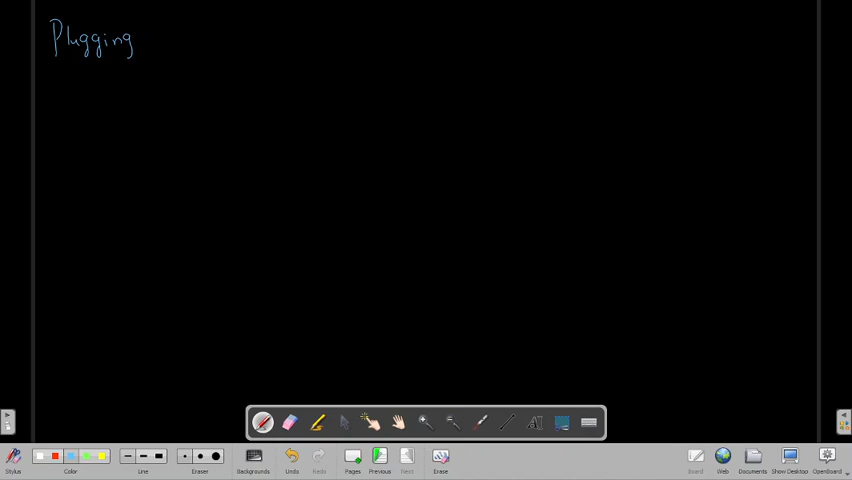 Plugging
Stylus
Color
Line
Eraser
Backgrounds
Undo
Redo
Pages
Previous
Next
Erase
Board
Web
Documents
Show Desktop
OpenBoard